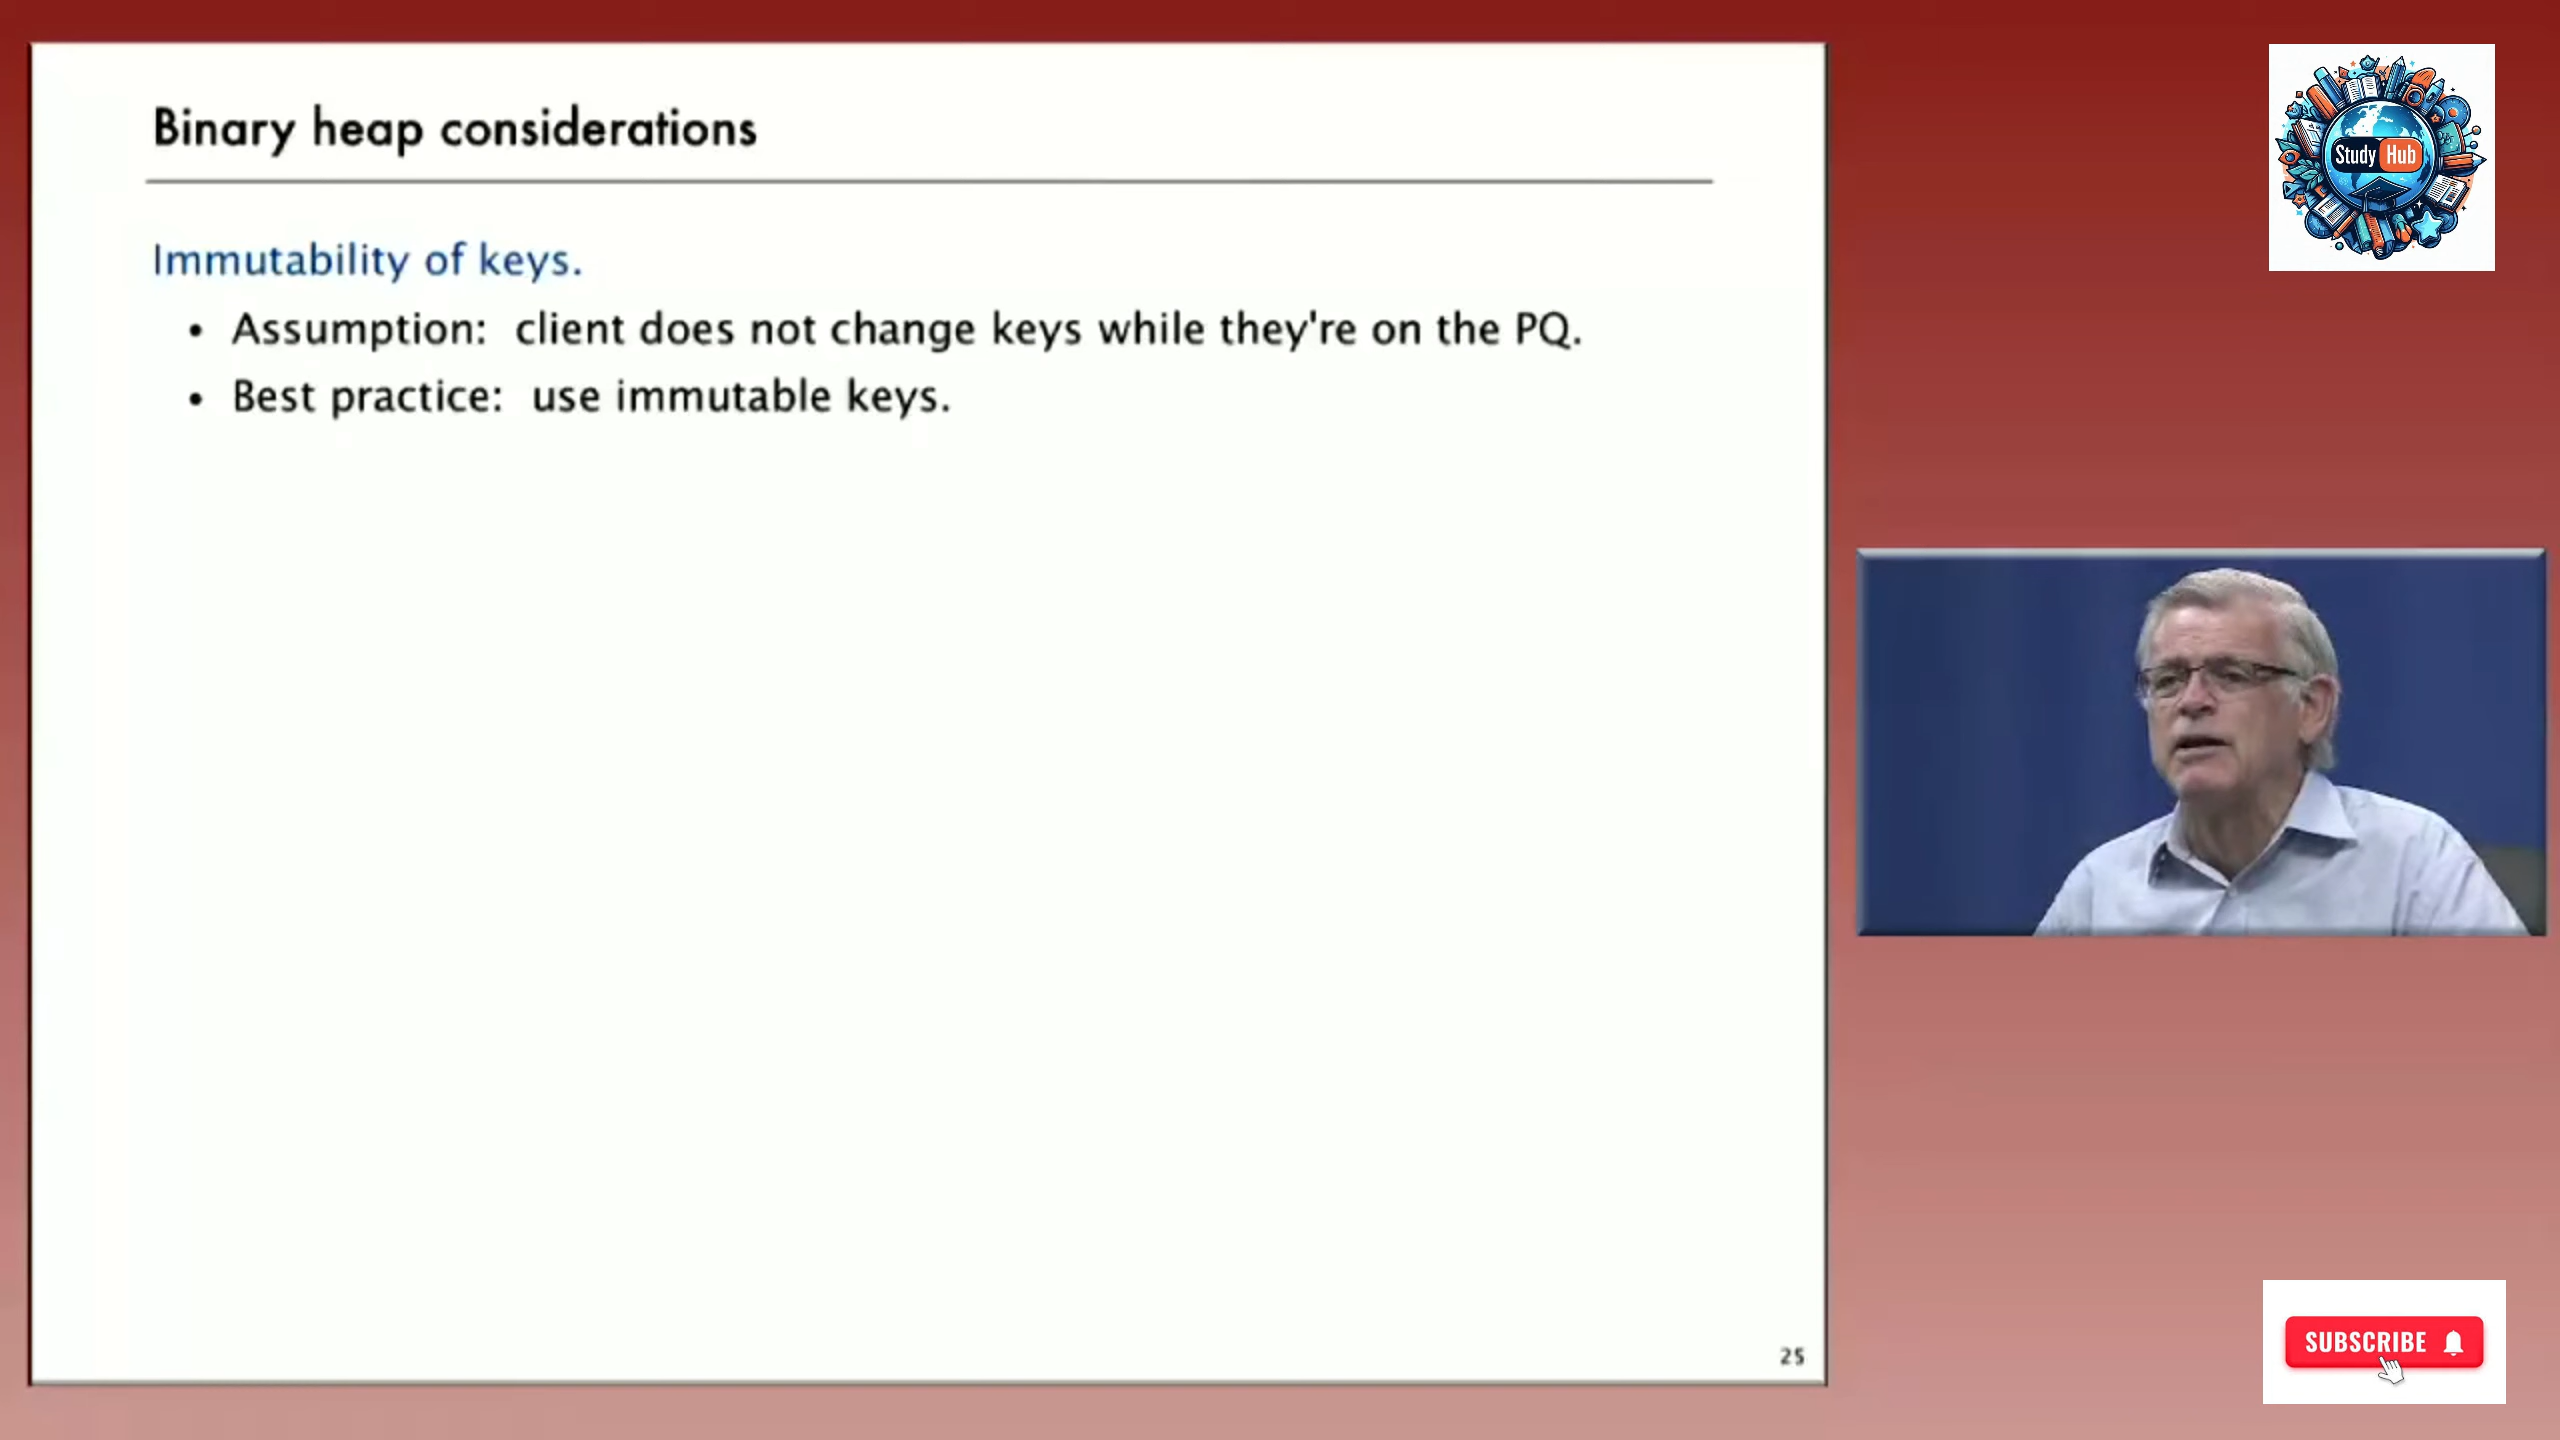 Binary heap considerations
Immutability of keys.
• Assumption: client does not change keys while they're on the PQ.
• Best practice: use immutable keys.
25
Study Hub
SUBSCRIBE